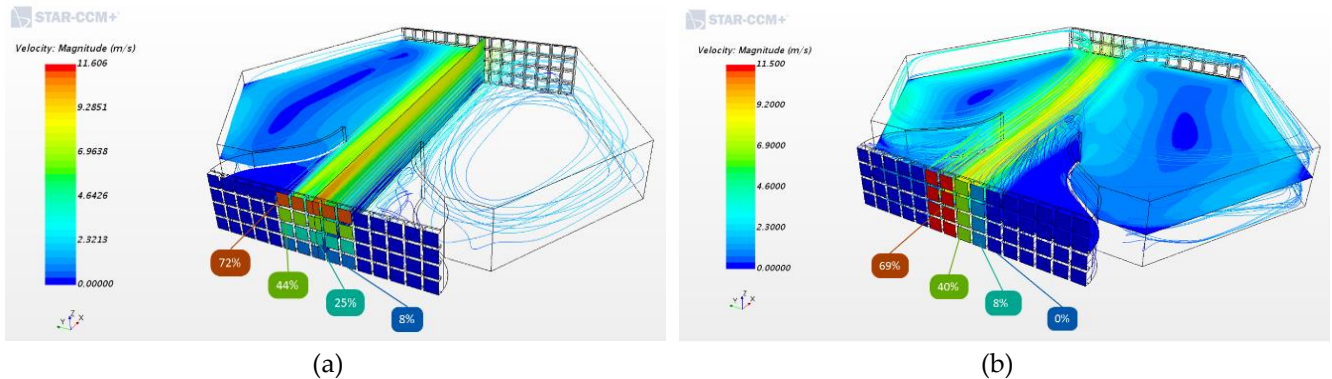 STAR-CCM+
Velocity: Magnitude (m/s)
11.606
9.2851
6.9638
4.6426
2.3213
0.00000
Z
Y X
72%
44%
25%
8%
(a)
STAR-CCM+
Velocity: Magnitude (m/s)
11.500
9.2000
6.9000
4.6000
2.3000
0.00000
Z
Y X
69%
40%
8%
0%
(b)